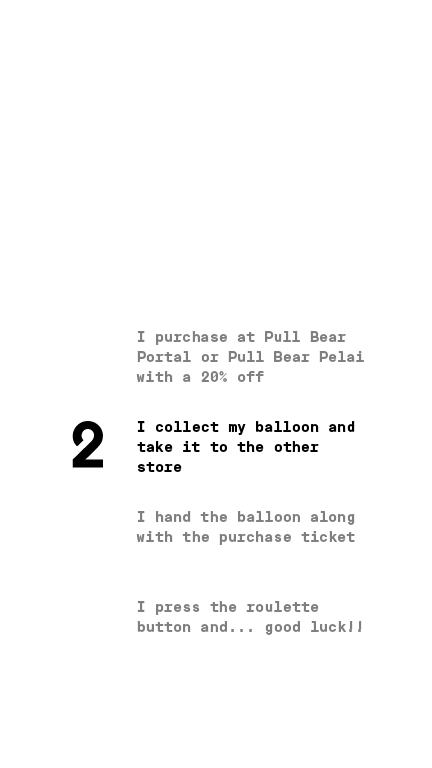 I purchase at Pull Bear
Portal or Pull Bear Pelai
with a 20% off
2
I collect my balloon and
take it to the other
store
I hand the balloon along
with the purchase ticket
I press the roulette
button and... good luck!!